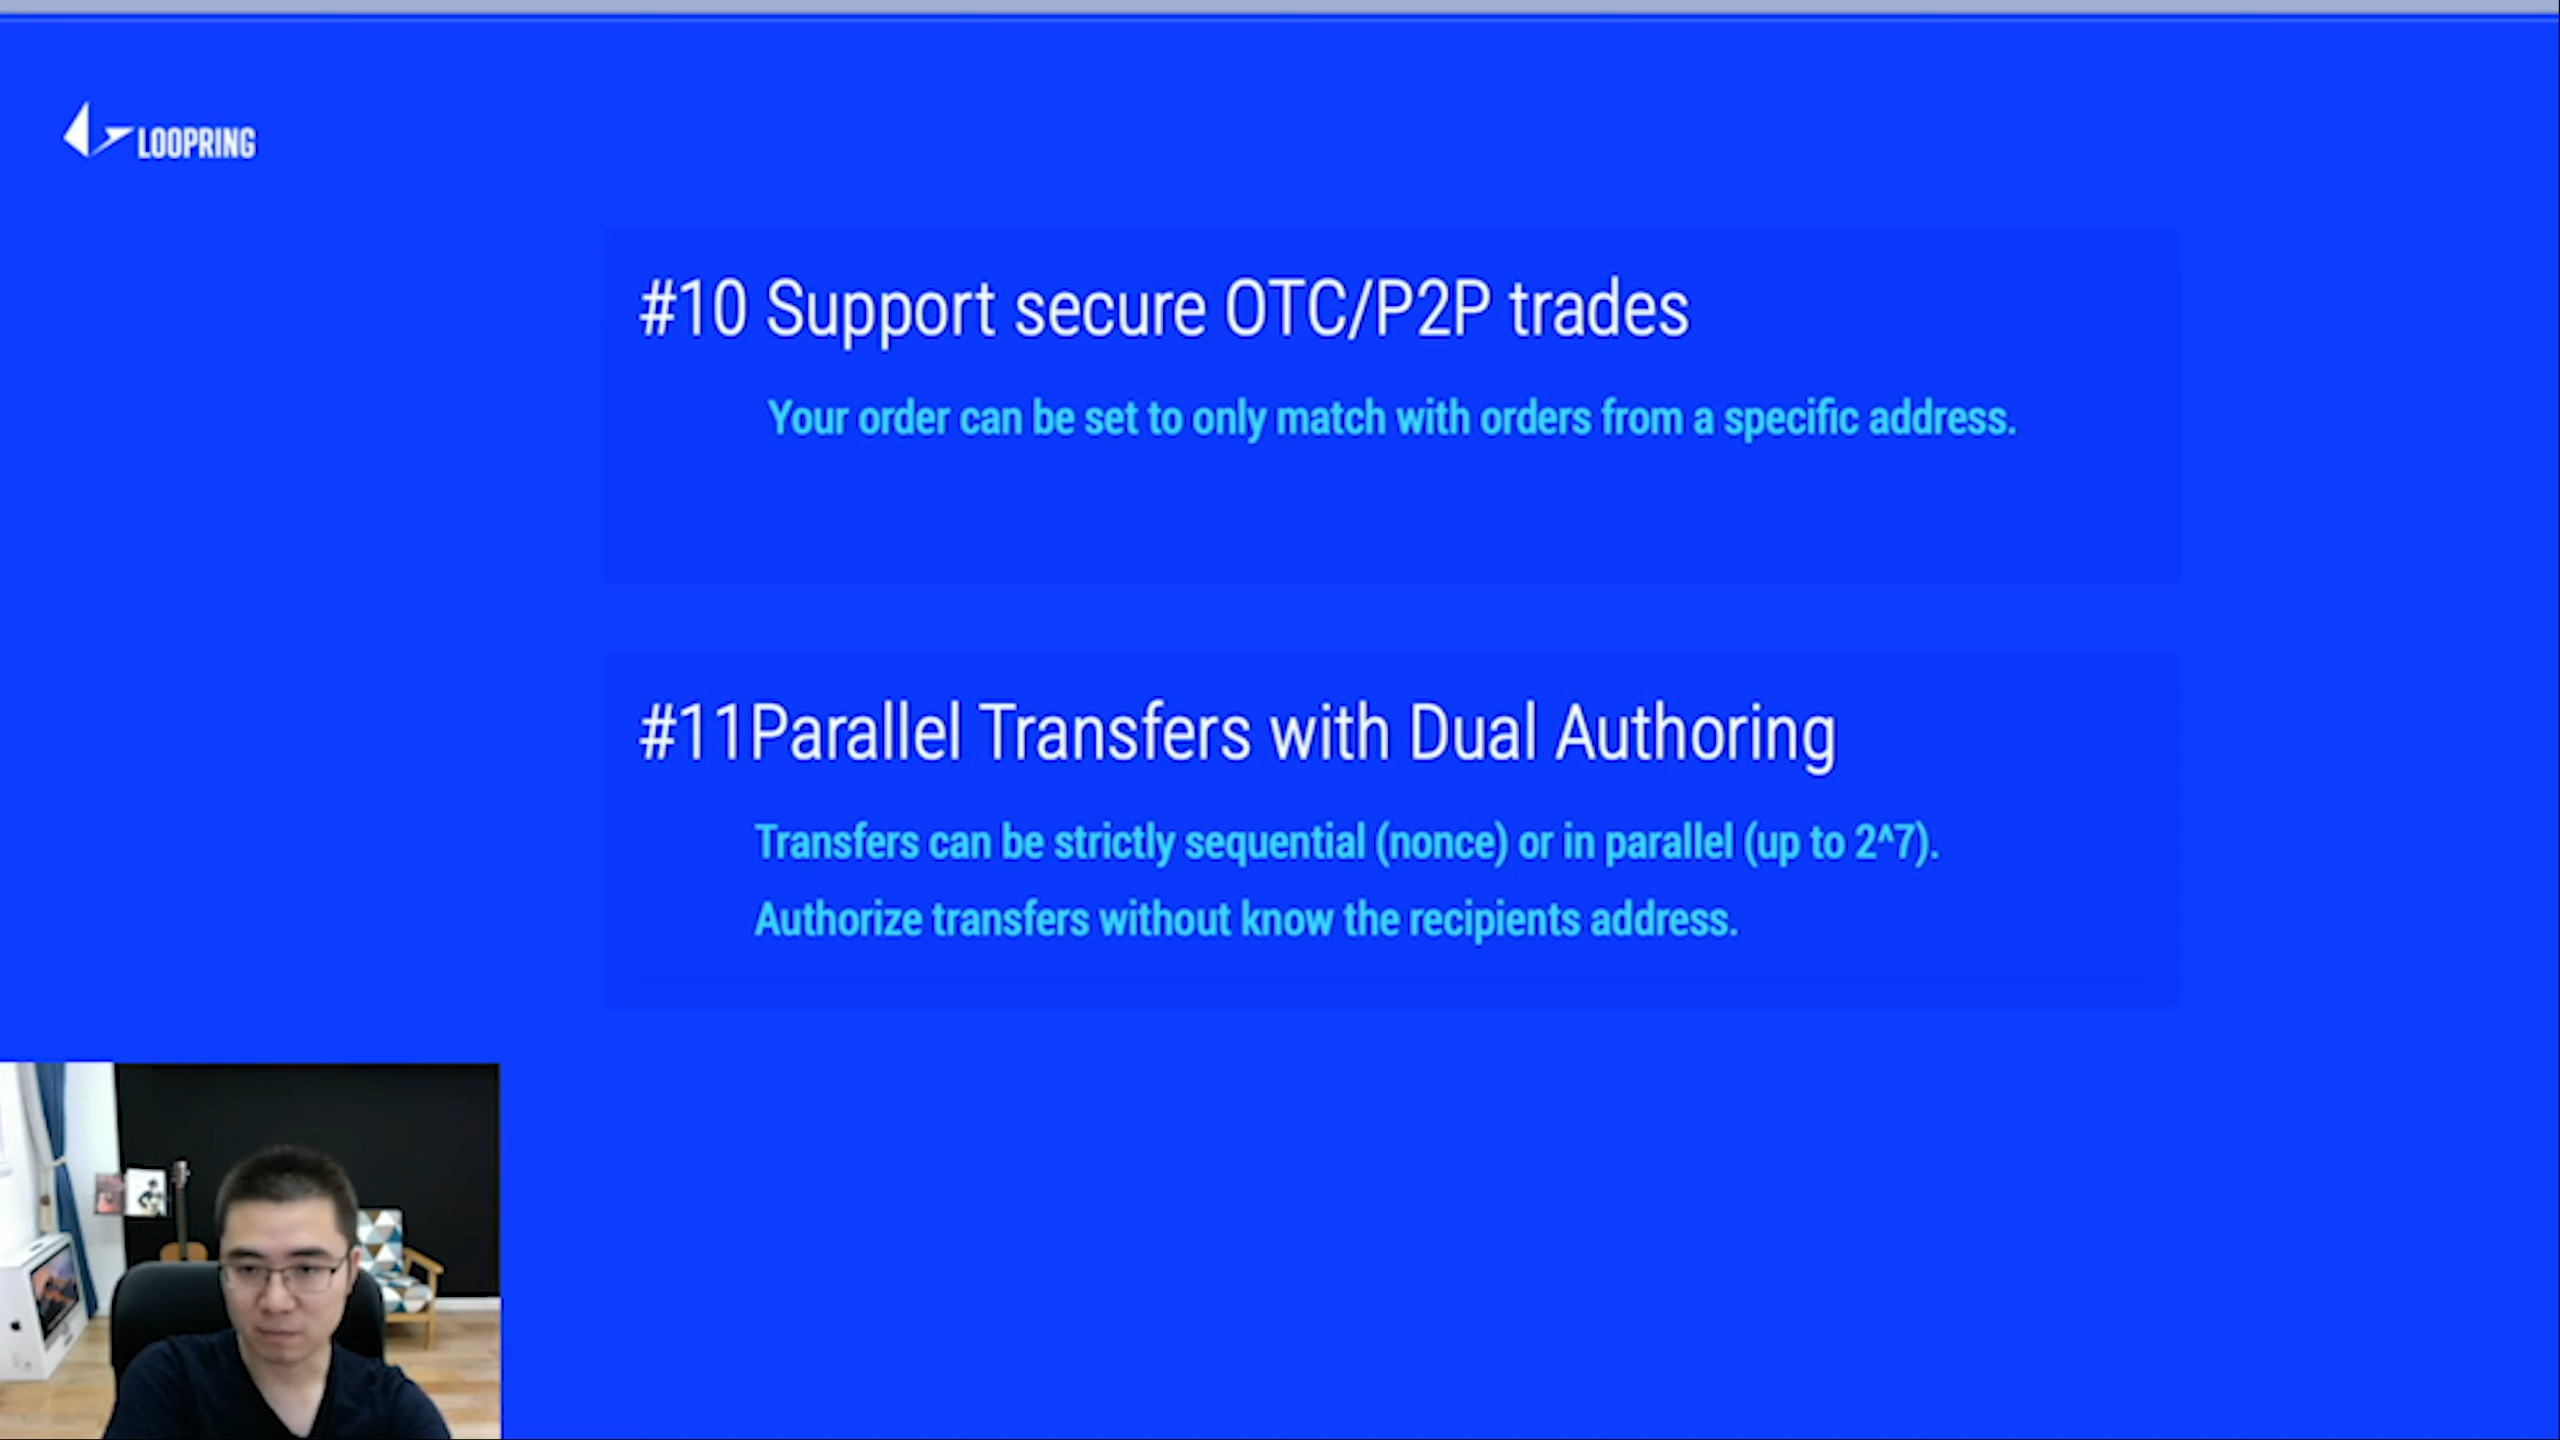 LOOPRING
#10 Support secure OTC/P2P trades
Your order can be set to only match with orders from a specific address.
#11Parallel Transfers with Dual Authoring
Transfers can be strictly sequential (nonce) or in parallel (up to 2^7).
Authorize transfers without know the recipients address.